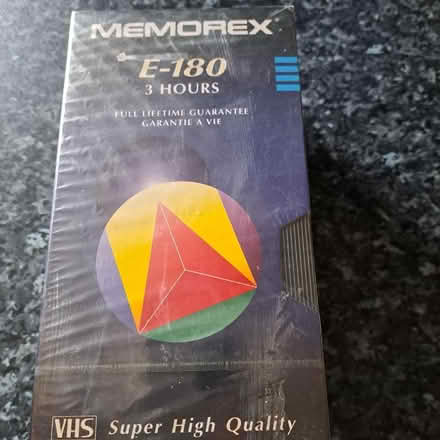 MEMOREX
E-180
3 HOURS
FULL LIFETIME GUARANTEE
GARANTIE A VIE
VHS Super High Quality